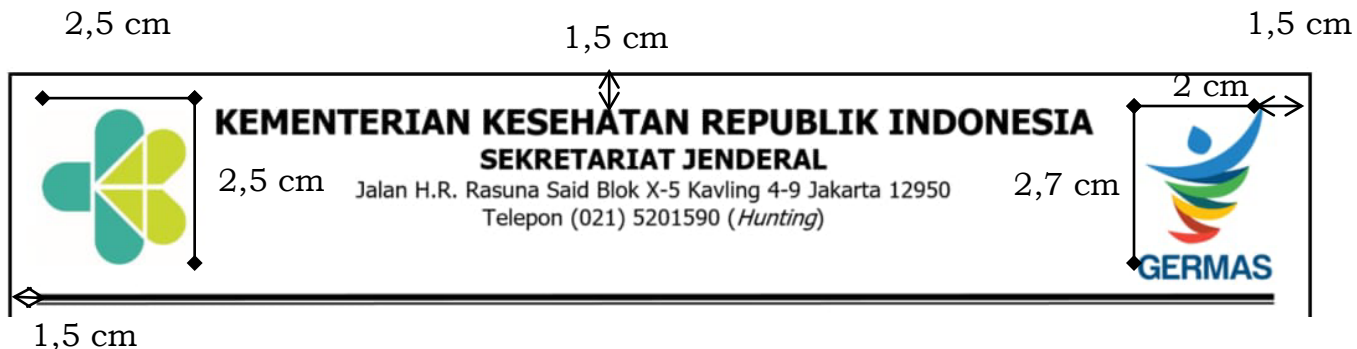 2,5 cm
1,5 cm
1,5 cm
2 cm
KEMENTERIAN KESEHATAN REPUBLIK INDONESIA
SEKRETARIAT JENDERAL
2,5 cm
Jalan H.R. Rasuna Said Blok X-5 Kavling 4-9 Jakarta 12950
2,7 cm
Telepon (021) 5201590 (Hunting)
GERMAS
1,5 cm